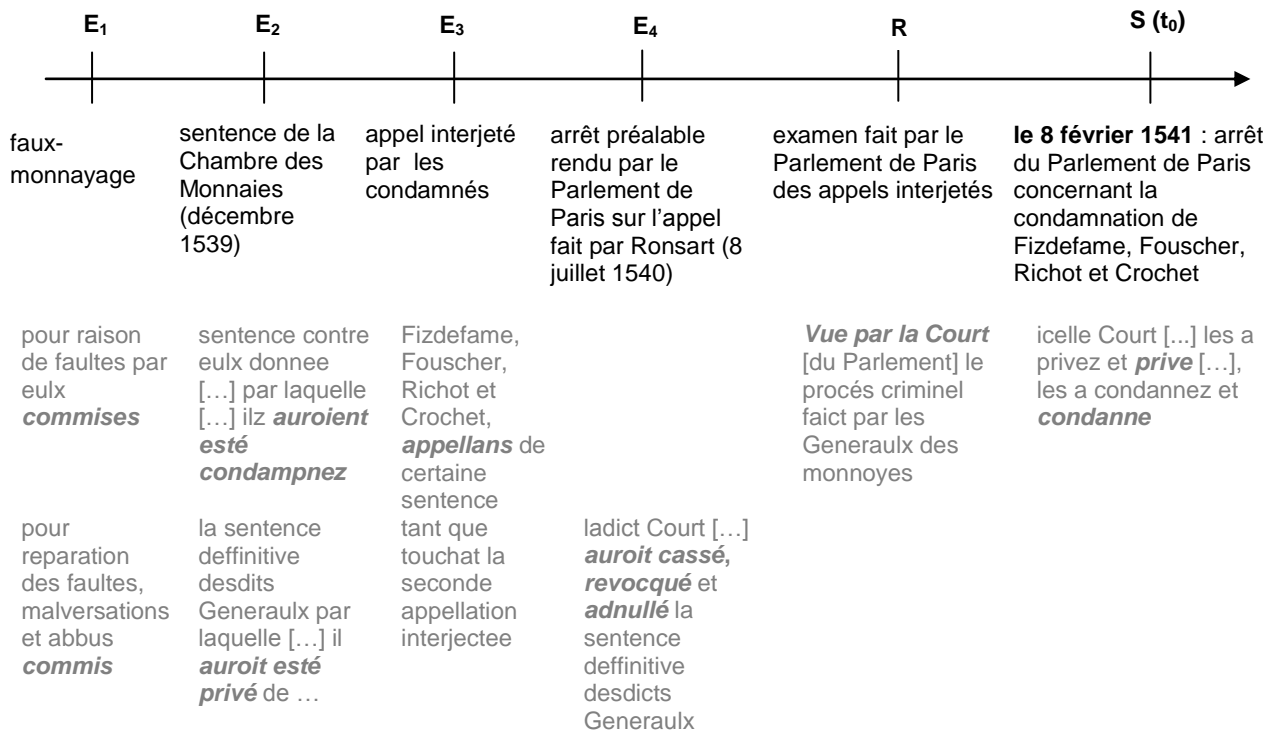 E₁ E₂ E₃ E₄ R S (t₀)
faux-
monnayage
sentence de la
Chambre des
Monnaies
(décembre
1539)
appel interjeté
par les
condamnés
arrêt préalable
rendu par le
Parlement de
Paris sur l’appel
fait par Ronsart (8
juillet 1540)
examen fait par le
Parlement de Paris
des appels interjetés
le 8 février 1541 : arrêt
du Parlement de Paris
concernant la
condamnation de
Fizdefame, Fouscher,
Richot et Crochet
pour raison
de faultes par
eulx
commises
sentence contre
eulx donnee
[…] par laquelle
[…] ilz auroient
esté
condampnez
Fizdefame,
Fouscher,
Richot et
Crochet,
appellans de
certaine
sentence
Vue par la Court
[du Parlement] le
procés criminel
faict par les
Generaulx des
monnoyes
icelle Court [...] les a
privez et prive […],
les a condannez et
condanne
pour
reparation
des faultes,
malversations
et abbus
commis
la sentence
deffinitive
desdits
Generaulx par
laquelle […] il
auroit esté
privé de …
tant que
touchat la
seconde
appellation
interjectee
ladict Court […]
auroit cassé,
revocqué et
adnullé la
sentence
deffinitive
desdicts
Generaulx